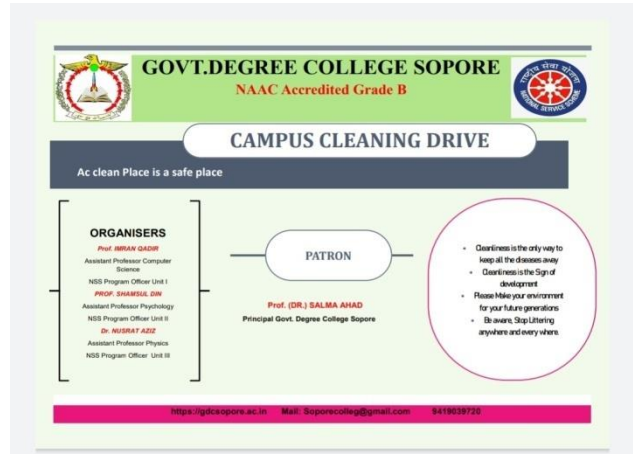 GOVT.DEGREE COLLEGE SOPORE
NAAC Accredited Grade B
राष्ट्रीय सेवा योजना
NATIONAL SERVICE SCHEME
CAMPUS CLEANING DRIVE
Ac clean Place is a safe place
ORGANISERS
Prof. IMRAN QADIR
Assistant Professor Computer
Science
NSS Program Officer Unit I
PROF. SHAMSUL DIN
Assistant Professor Psychology
NSS Program Officer Unit II
Dr. NUSRAT AZIZ
Assistant Professor Physics
NSS Program Officer Unit III
PATRON
Prof. (DR.) SALMA AHAD
Principal Govt. Degree College Sopore
• Cleanliness is the only way to
keep all the diseases away
• Cleanliness is the Sign of
development
• Please Make your environment
for your future generations
• Be aware, Stop Littering
anywhere and every where.
https://gdcsopore.ac.in Mail: Soporecolleg@gmail.com 9419039720